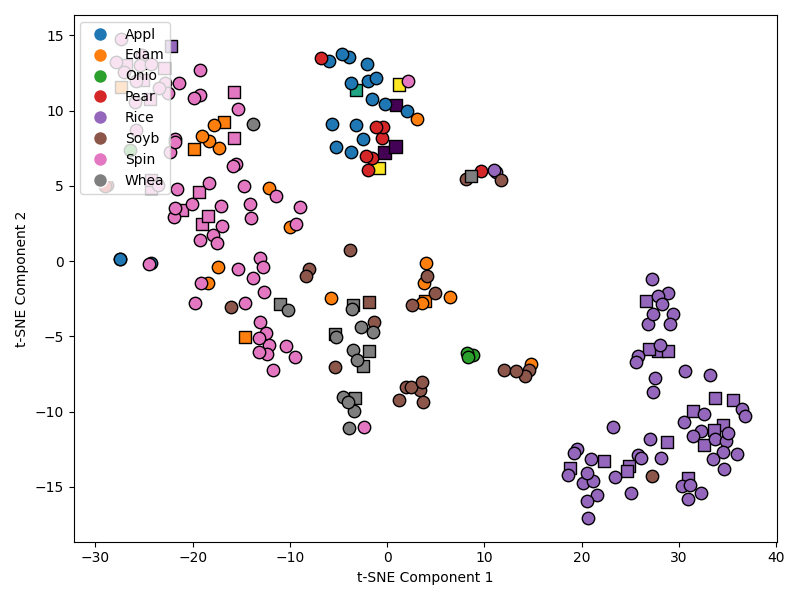 Appl
Edam
Onio
Pear
Rice
Soyb
Spin
Whea
15
10
5
0
−5
−10
−15
t-SNE Component 2
−30 −20 −10 0 10 20 30 40
t-SNE Component 1